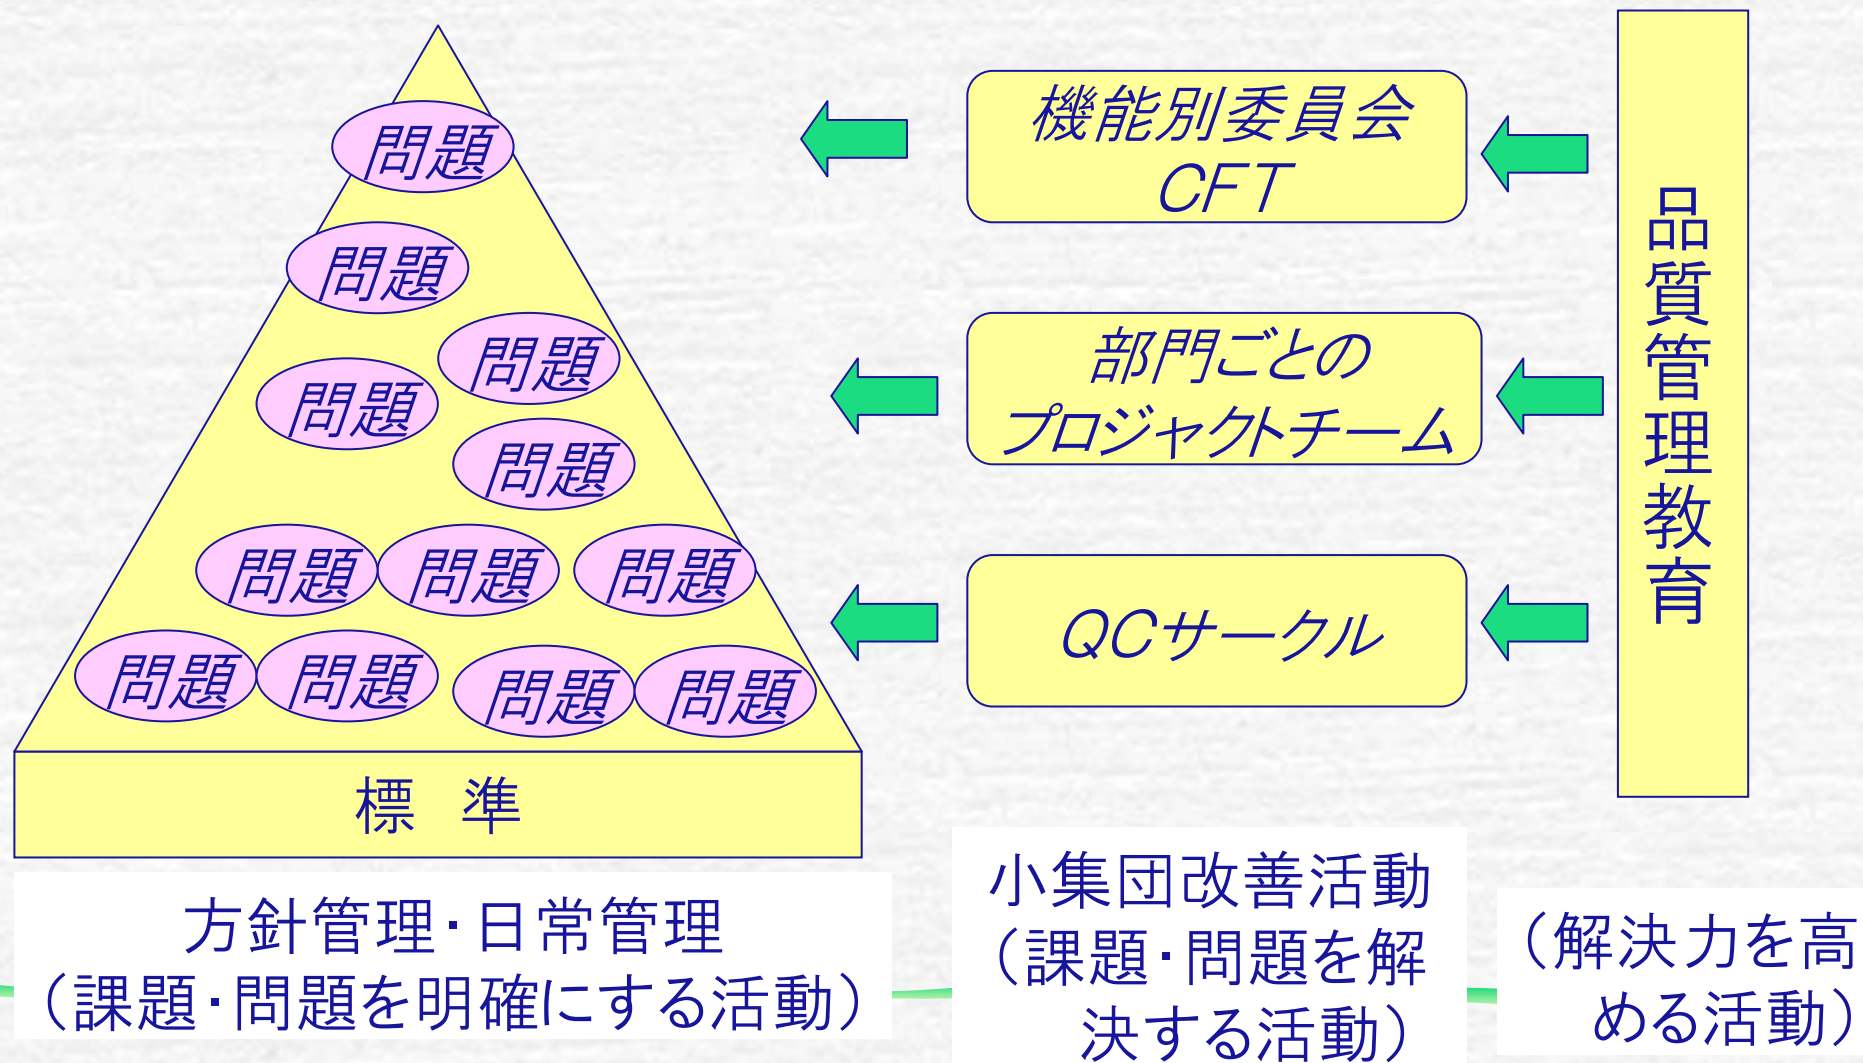 問題
問題
問題
問題
問題
問題
問題
問題
問題
問題
問題
問題
標 準
方針管理・日常管理
（課題・問題を明確にする活動）
機能別委員会
CFT
部門ごとの
プロジャクトチーム
QCサークル
小集団改善活動
（課題・問題を解
決する活動）
品質管理教育
（解決力を高
める活動）